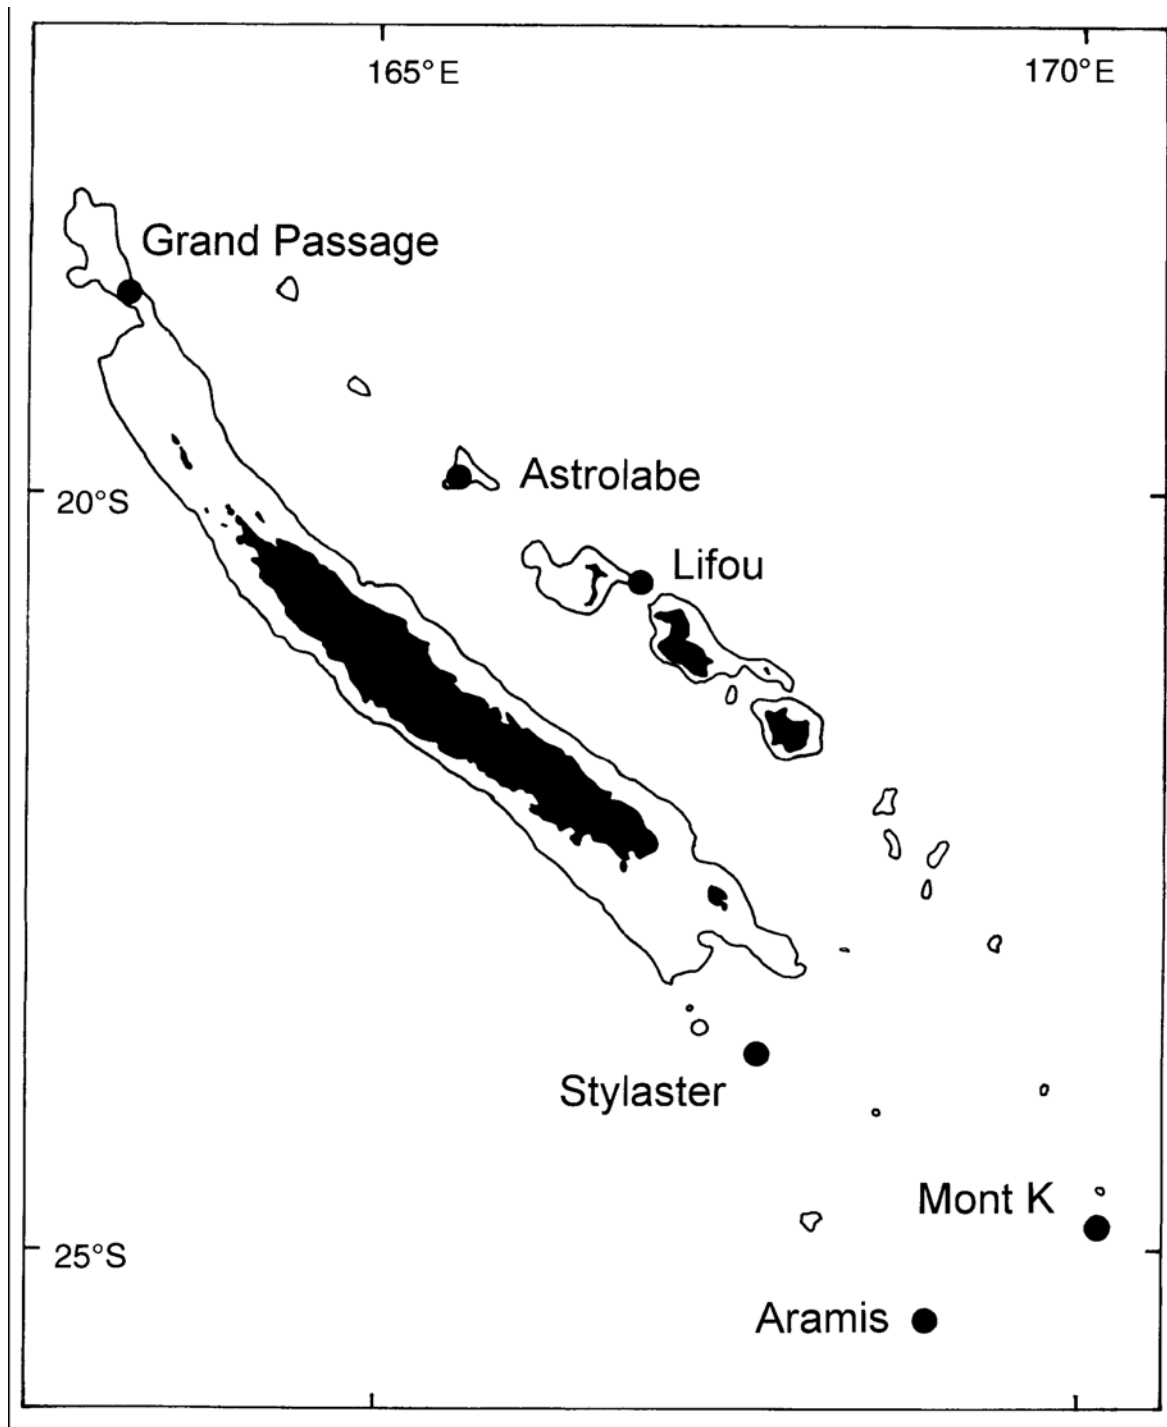 165°E
170°E
Grand Passage
Astrolabe
20°S
Lifou
Stylaster
Mont K
25°S
Aramis